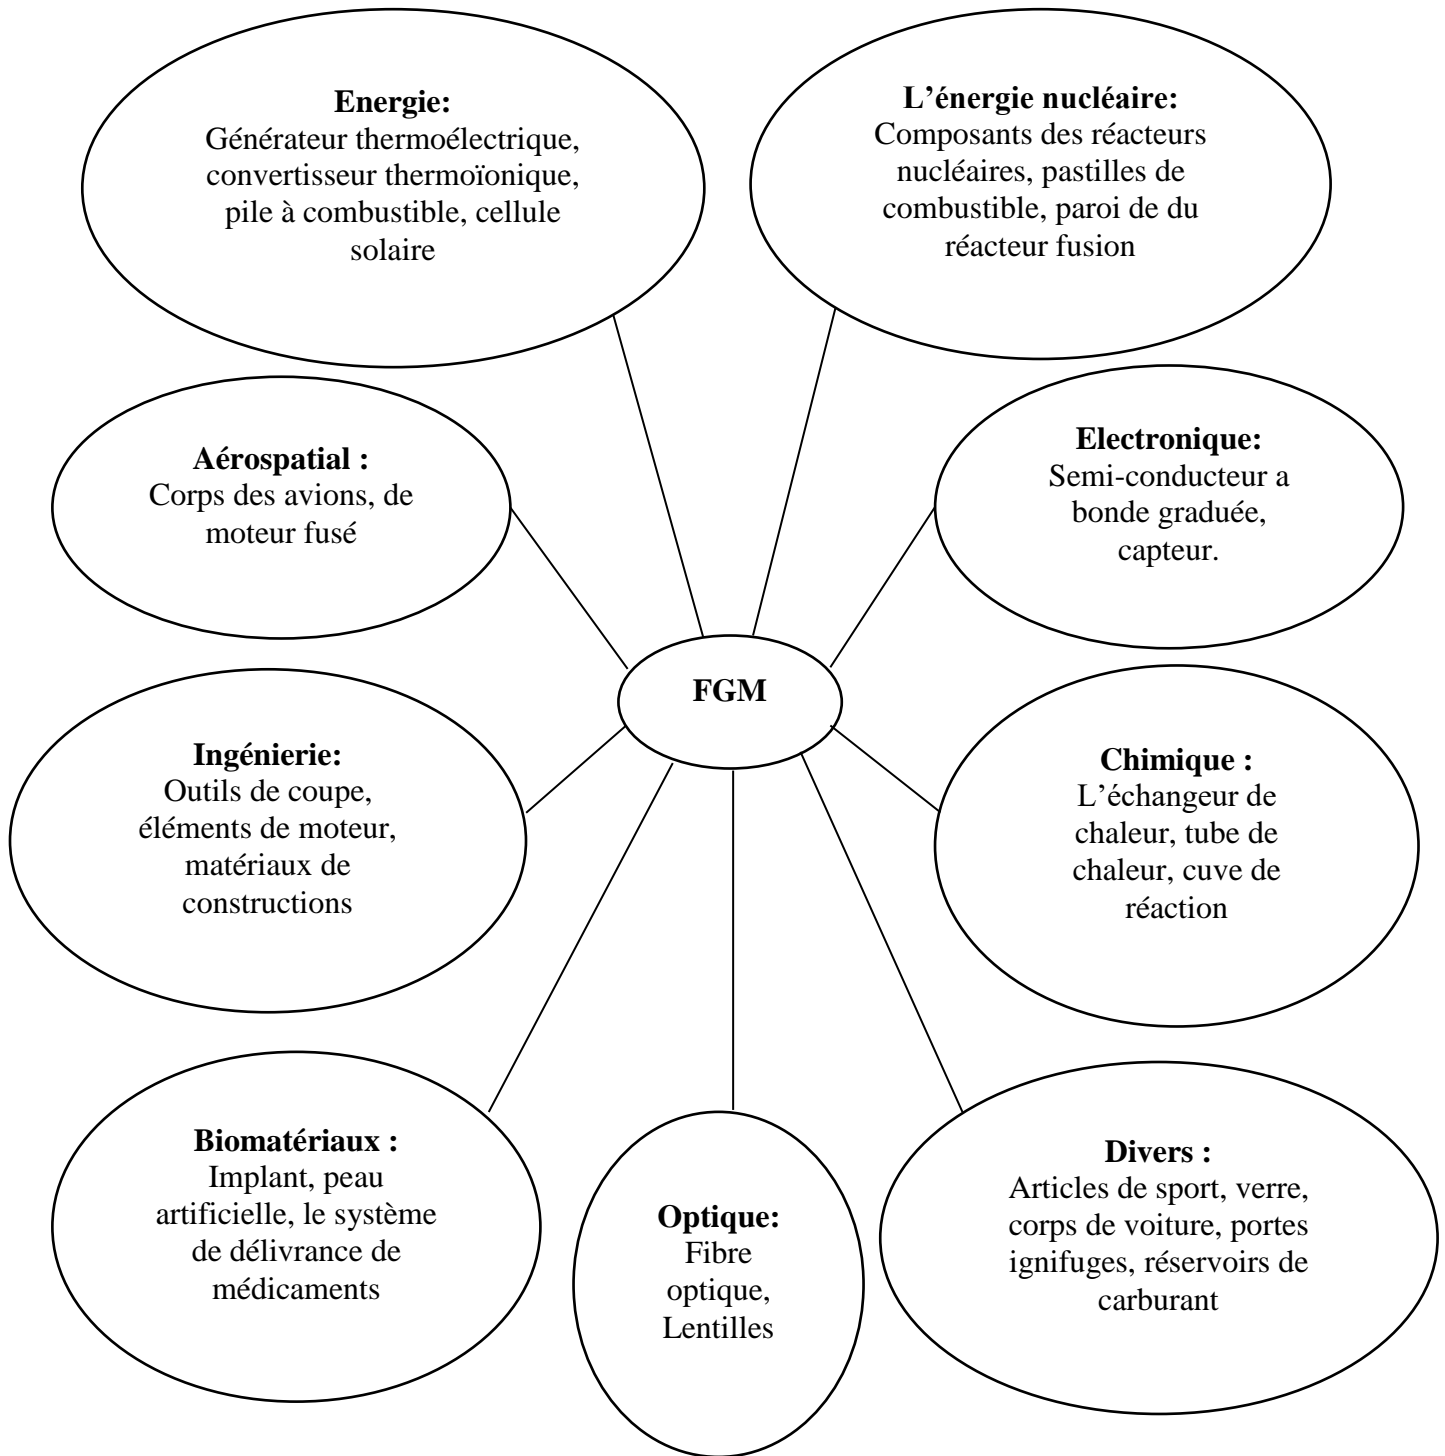 Energie:
Générateur thermoélectrique,
convertisseur thermoïonique,
pile à combustible, cellule
solaire
L’énergie nucléaire:
Composants des réacteurs
nucléaires, pastilles de
combustible, paroi de du
réacteur fusion
Aérospatial :
Corps des avions, de
moteur fusé
Electronique:
Semi-conducteur a
bonde graduée,
capteur.
FGM
Ingénierie:
Outils de coupe,
éléments de moteur,
matériaux de
constructions
Chimique :
L’échangeur de
chaleur, tube de
chaleur, cuve de
réaction
Biomatériaux :
Implant, peau
artificielle, le système
de délivrance de
médicaments
Optique:
Fibre
optique,
Lentilles
Divers :
Articles de sport, verre,
corps de voiture, portes
ignifuges, réservoirs de
carburant